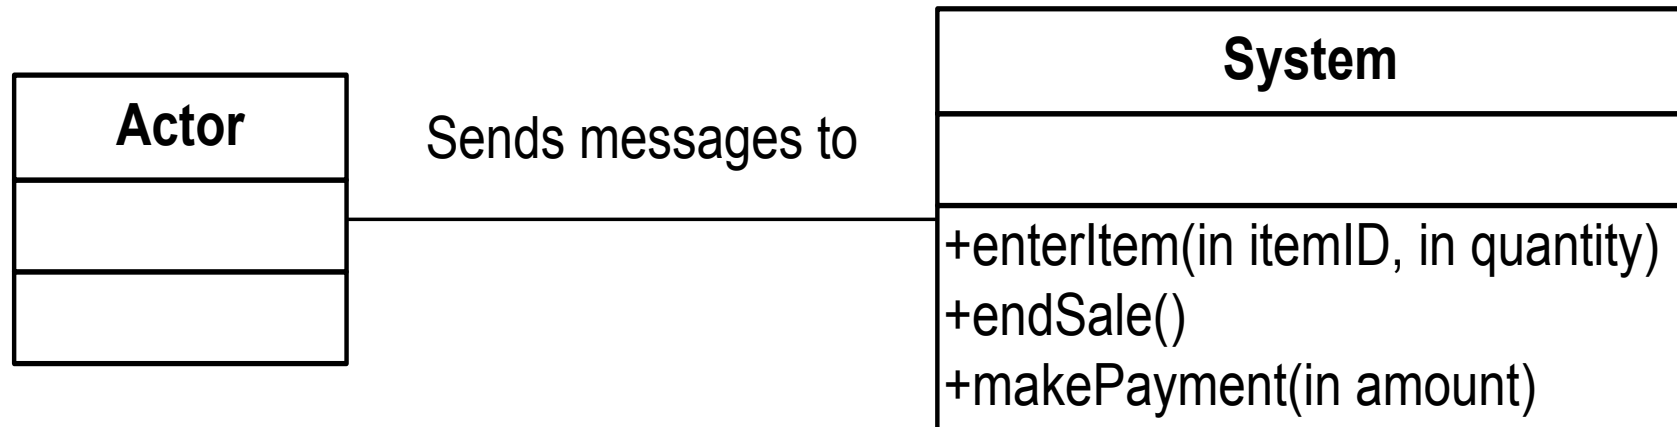 Actor
Sends messages to
System
+enterItem(in itemID, in quantity)
+endSale()
+makePayment(in amount)